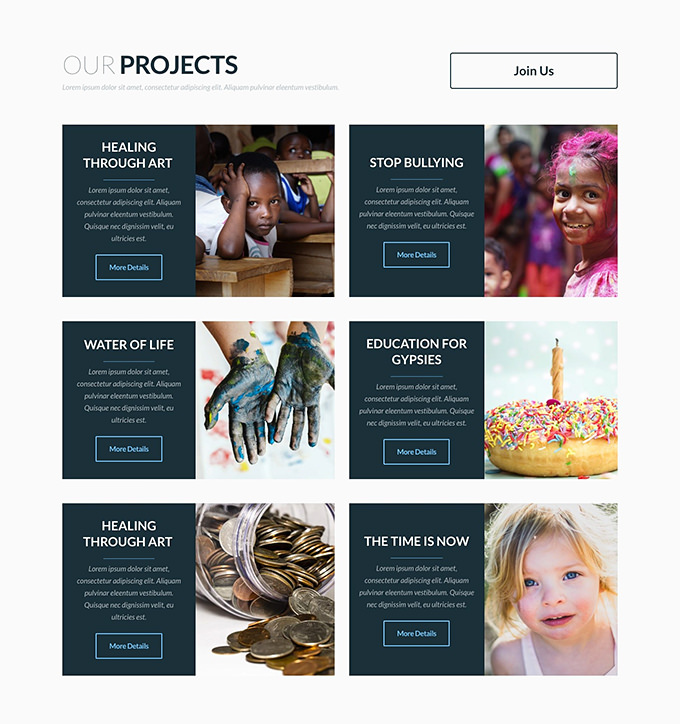 OUR PROJECTS
Lorem ipsum dolor sit amet, consectetur adipiscing elit. Aliquam pulvinar eleentum vestibulum.
Join Us
HEALING
THROUGH ART
Lorem ipsum dolor sit amet,
consectetur adipiscing elit. Aliquam
pulvinar eleentum vestibulum.
Quisque nec dignissim velit, eu
ultricies est.
More Details
STOP BULLYING
Lorem ipsum dolor sit amet,
consectetur adipiscing elit. Aliquam
pulvinar eleentum vestibulum. Quisque
nec dignissim velit, eu ultricies est.
More Details
WATER OF LIFE
Lorem ipsum dolor sit amet,
consectetur adipiscing elit. Aliquam
pulvinar eleentum vestibulum.
Quisque nec dignissim velit, eu
ultricies est.
More Details
EDUCATION FOR
GYPSIES
Lorem ipsum dolor sit amet,
consectetur adipiscing elit. Aliquam
pulvinar eleentum vestibulum. Quisque
nec dignissim velit, eu ultricies est.
More Details
HEALING
THROUGH ART
Lorem ipsum dolor sit amet,
consectetur adipiscing elit. Aliquam
pulvinar eleentum vestibulum.
Quisque nec dignissim velit, eu
ultricies est.
More Details
THE TIME IS NOW
Lorem ipsum dolor sit amet,
consectetur adipiscing elit. Aliquam
pulvinar eleentum vestibulum. Quisque
nec dignissim velit, eu ultricies est.
More Details